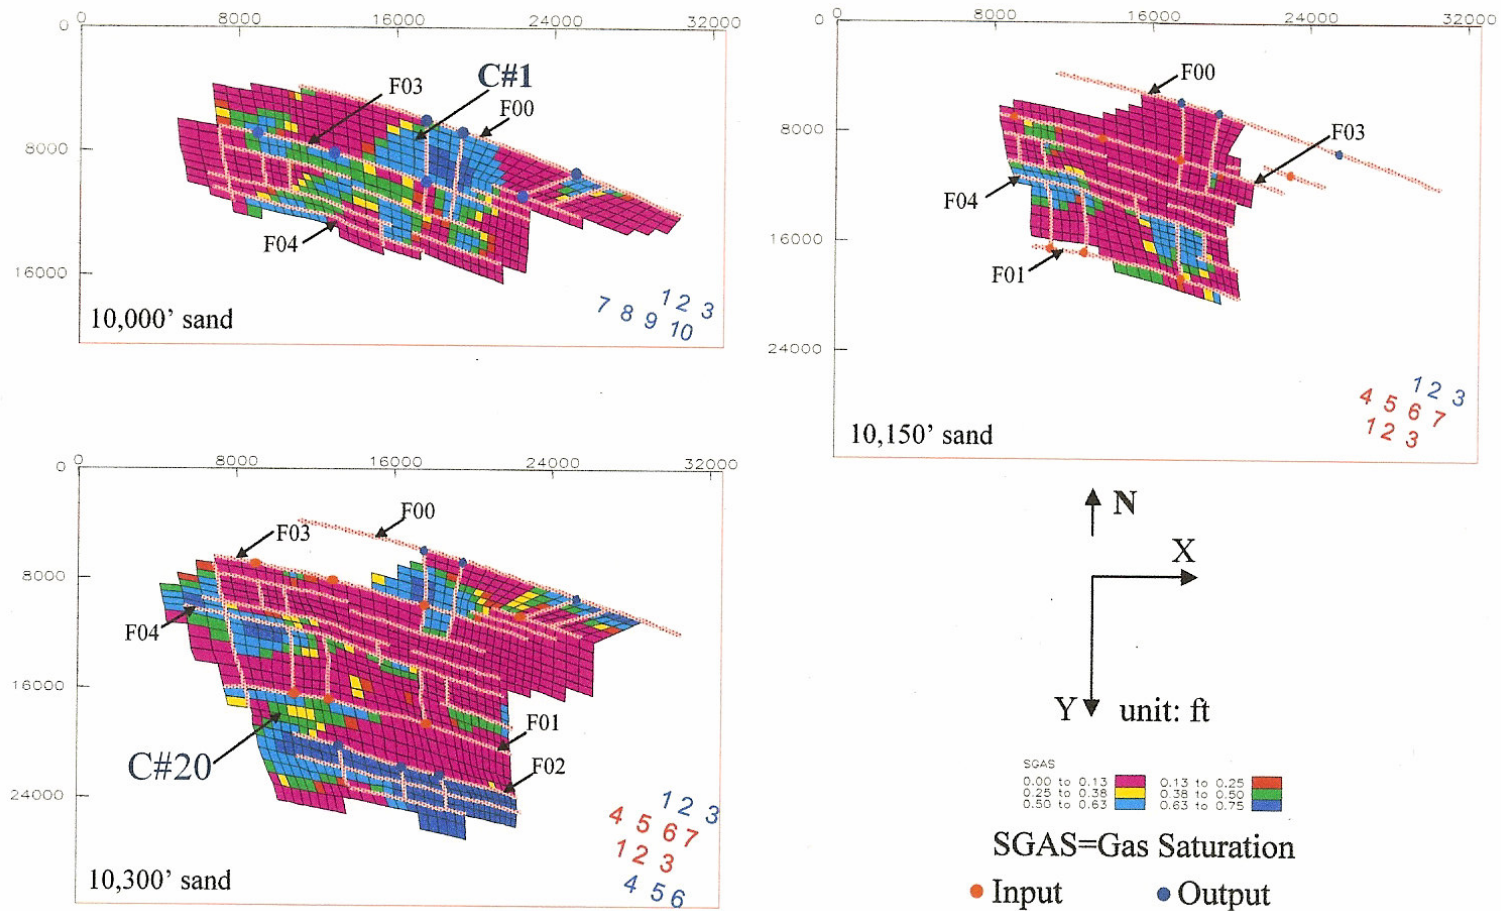 0 0 8000 16000 24000 32000
C#1
F03
F00
8000
F04
16000
1 2 3
7 8 9 10
10,000’ sand
0 8000 16000 24000 32000
F00
F03
8000
F04
16000
F01
24000
1 2 3
4 5 6 7
1 2 3
10,150’ sand
0 0 8000 16000 24000 32000
F00
F03
8000
F04
16000
F01
C#20
F02
24000
1 2 3
4 5 6 7
1 2 3
4 5 6
10,300’ sand
N
X
Y unit: ft
SGAS
0.00 to 0.13 0.13 to 0.25
0.25 to 0.38 0.38 to 0.50
0.50 to 0.63 0.63 to 0.75
SGAS=Gas Saturation
Input Output